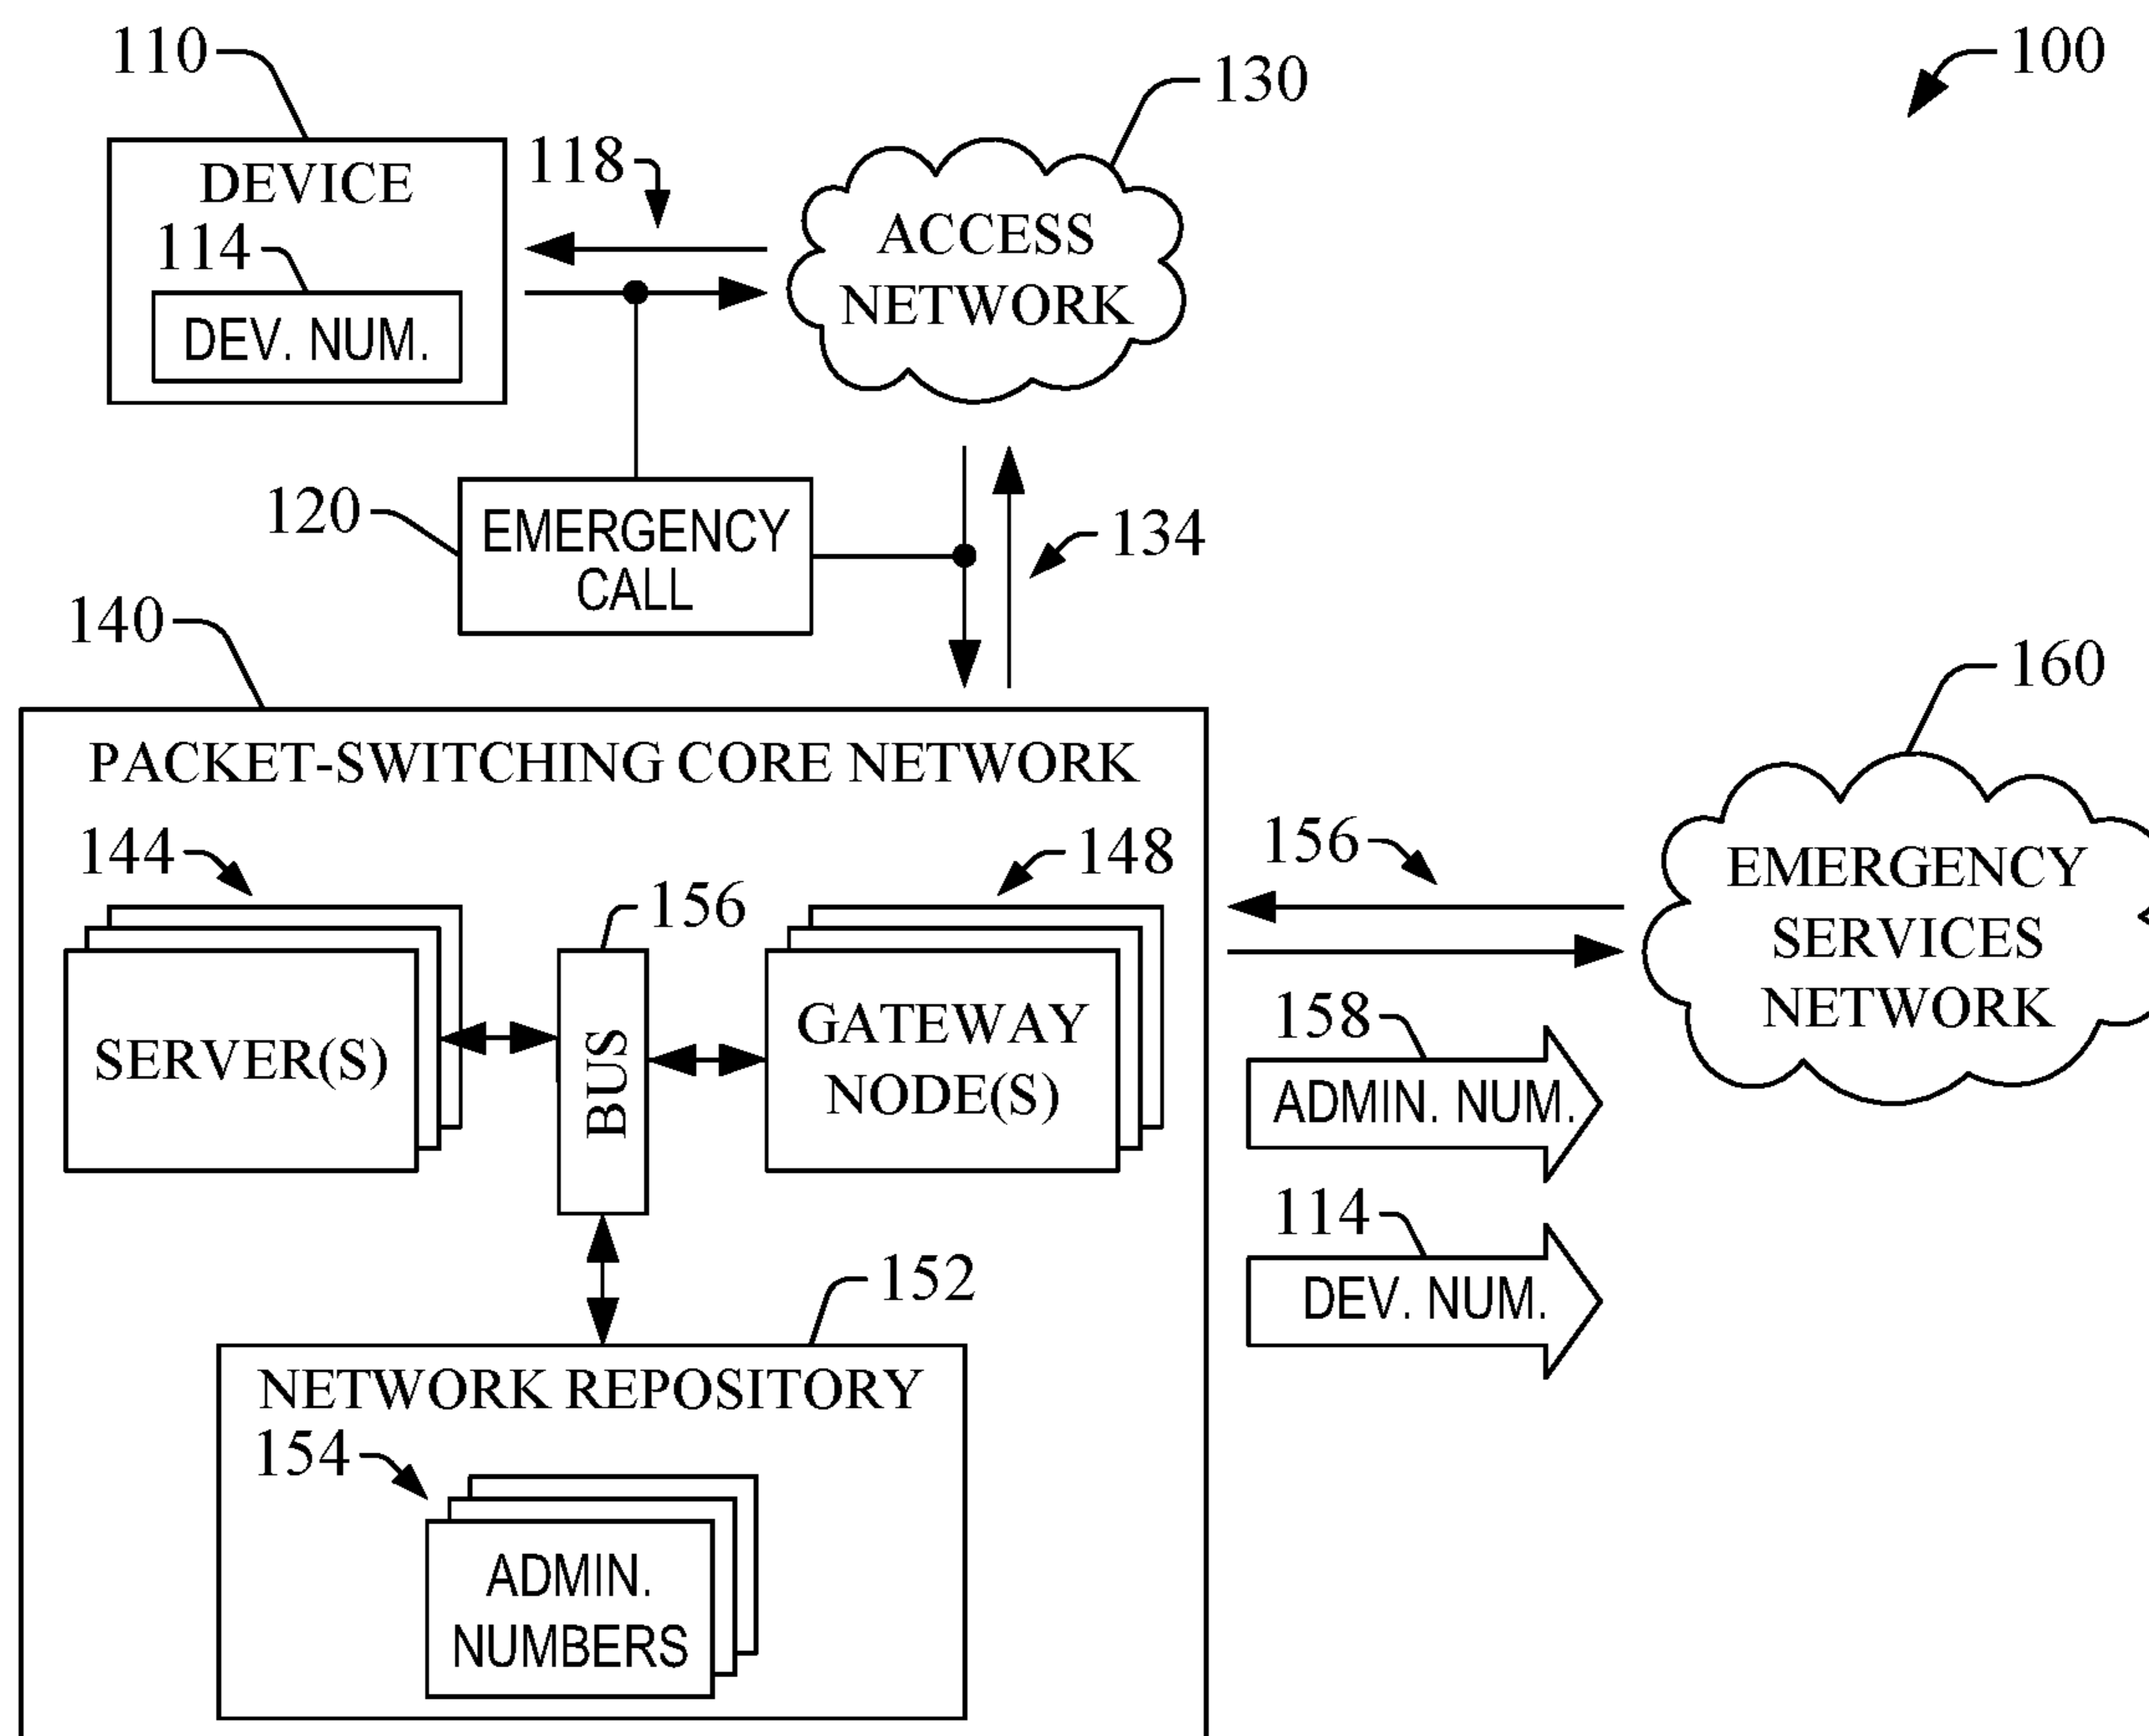 110
100
130
DEVICE
118
114
ACCESS
NETWORK
DEV. NUM.
120
EMERGENCY
CALL
134
140
160
PACKET-SWITCHING CORE NETWORK
144
148
156
156
EMERGENCY
SERVICES
NETWORK
SERVER(S)
BUS
GATEWAY
NODE(S)
158
ADMIN. NUM.
114
DEV. NUM.
152
NETWORK REPOSITORY
154
ADMIN.
NUMBERS